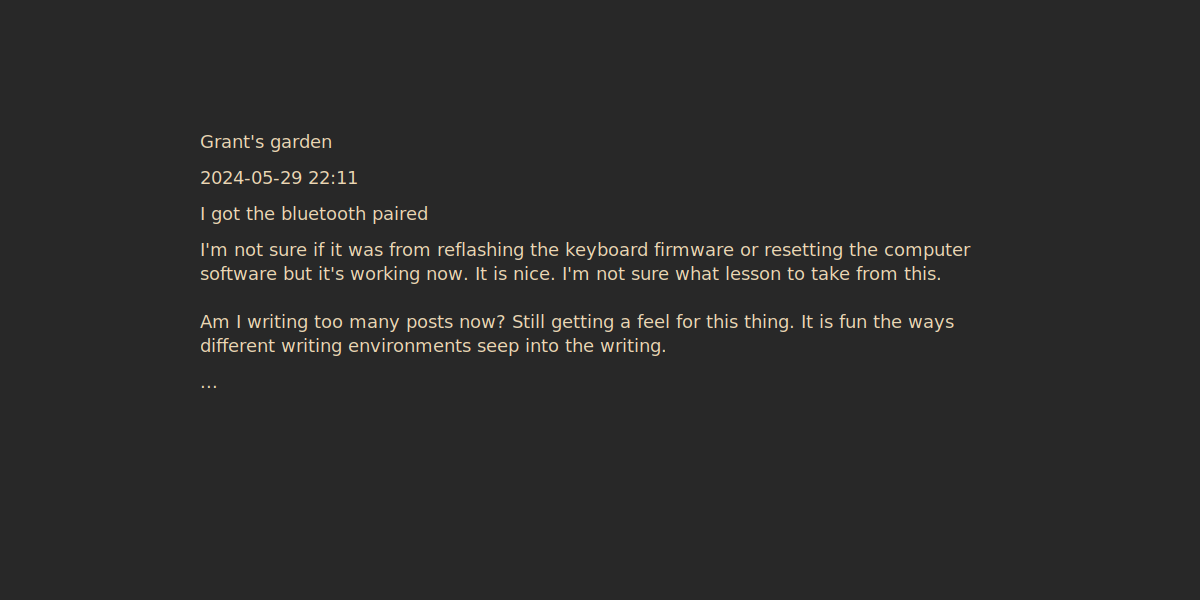 Grant's garden
2024-05-29 22:11
I got the bluetooth paired
I'm not sure if it was from reflashing the keyboard firmware or resetting the computer
software but it's working now. It is nice. I'm not sure what lesson to take from this.
Am I writing too many posts now? Still getting a feel for this thing. It is fun the ways
different writing environments seep into the writing.
…